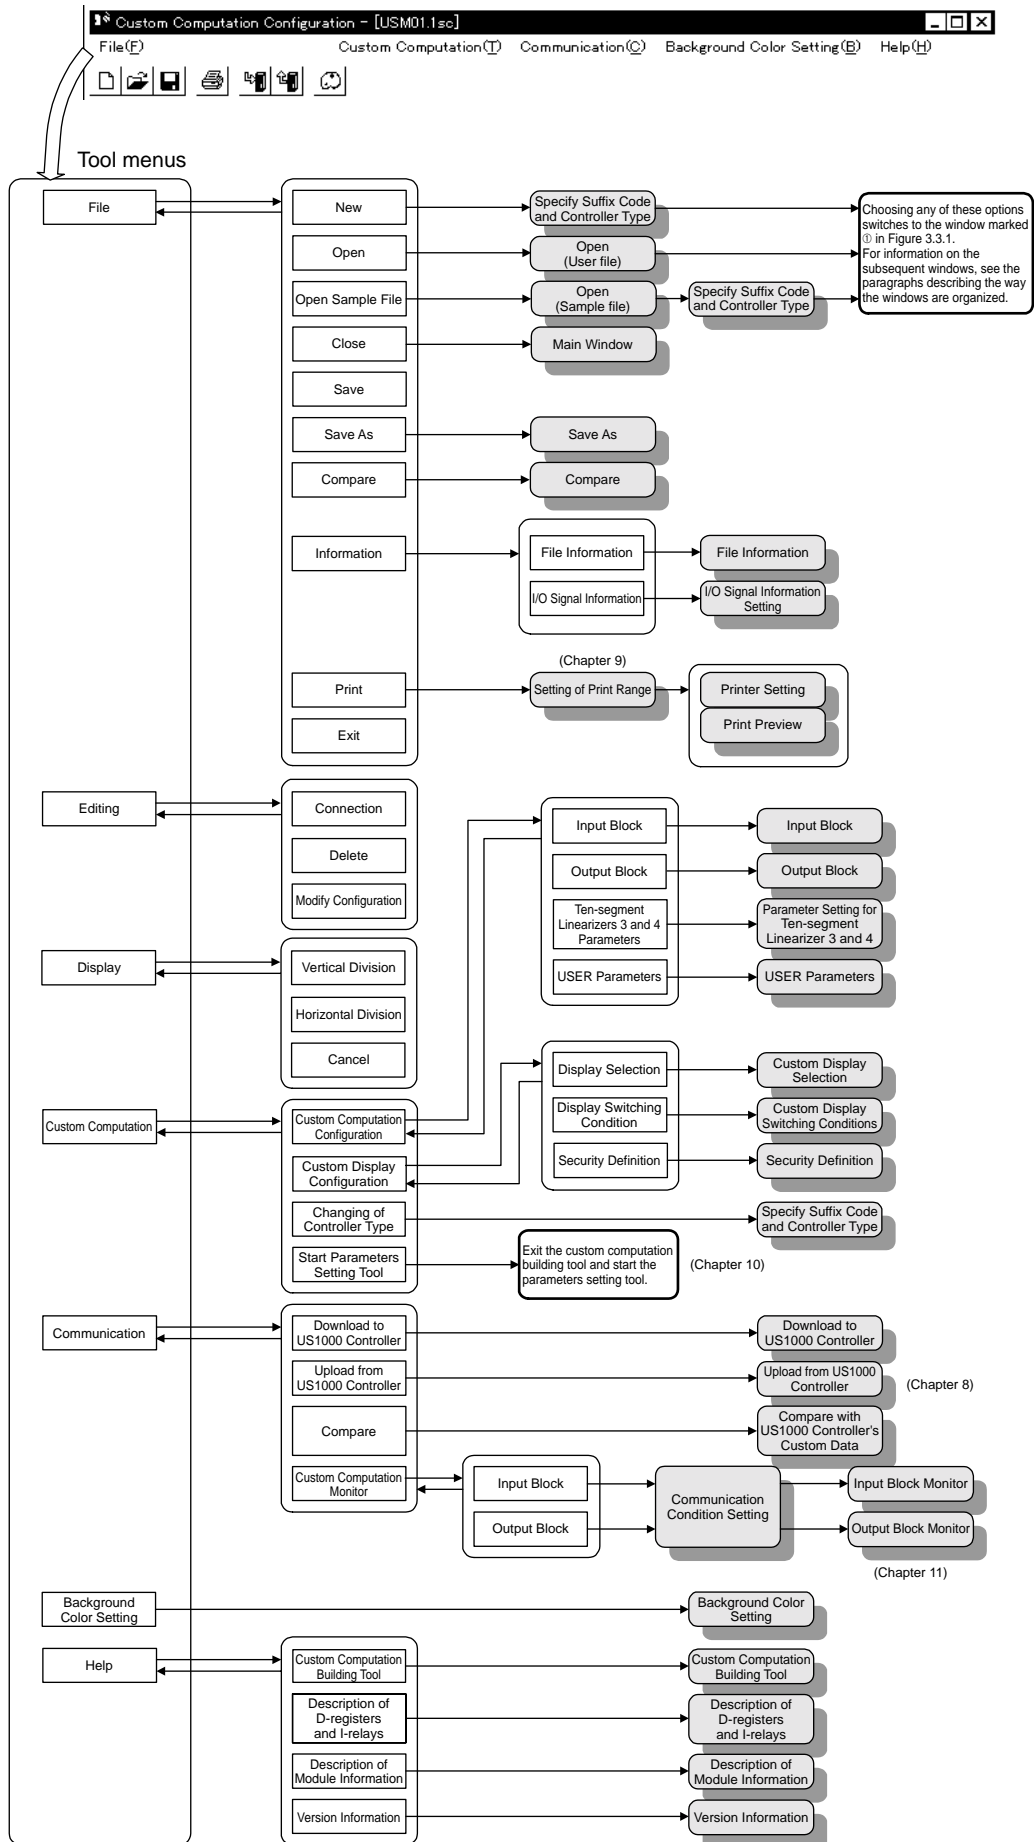 Custom Computation Configuration - [USM01.1sc]
File(F) Custom Computation(T) Communication(C) Background Color Setting(B) Help(H)
Tool menus
File
New
Specify Suffix Code
and Controller Type
Choosing any of these options
switches to the window marked
① in Figure 3.3.1.
For information on the
subsequent windows, see the
paragraphs describing the way
the windows are organized.
Open
Open
(User file)
Open Sample File
Open
(Sample file)
Specify Suffix Code
and Controller Type
Close
Main Window
Save
Save As
Save As
Compare
Compare
Information
File Information
File Information
I/O Signal Information
I/O Signal Information
Setting
(Chapter 9)
Print
Setting of Print Range
Printer Setting
Print Preview
Exit
Editing
Connection
Delete
Modify Configuration
Input Block
Input Block
Output Block
Output Block
Ten-segment
Linearizers 3 and 4
Parameters
Parameter Setting for
Ten-segment
Linearizer 3 and 4
USER Parameters
USER Parameters
Display
Vertical Division
Horizontal Division
Cancel
Display Selection
Custom Display
Selection
Display Switching
Condition
Custom Display
Switching Conditions
Security Definition
Security Definition
Custom Computation
Custom Computation
Configuration
Custom Display
Configuration
Changing of
Controller Type
Specify Suffix Code
and Controller Type
Start Parameters
Setting Tool
Exit the custom computation
building tool and start the
parameters setting tool.
(Chapter 10)
Communication
Download to
US1000 Controller
Download to
US1000 Controller
Upload from
US1000 Controller
Upload from US1000
Controller
(Chapter 8)
Compare
Compare with
US1000 Controller's
Custom Data
Custom Computation
Monitor
Input Block
Output Block
Communication
Condition Setting
Input Block Monitor
Output Block Monitor
(Chapter 11)
Background
Color Setting
Background Color
Setting
Help
Custom Computation
Building Tool
Custom Computation
Building Tool
Description of
D-registers
and I-relays
Description of
D-registers
and I-relays
Description of
Module Information
Description of
Module Information
Version Information
Version Information